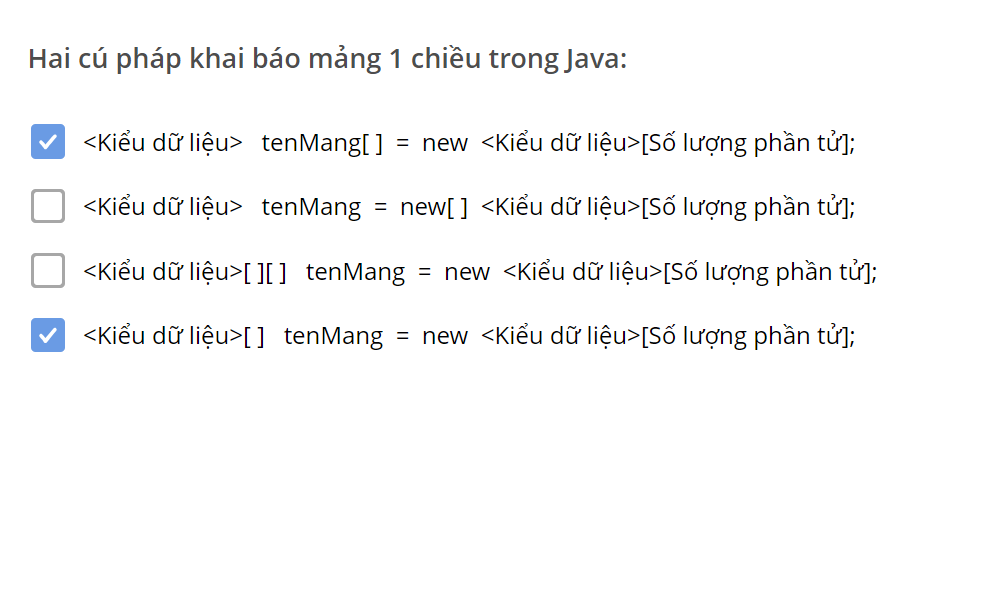 Hai cú pháp khai báo mảng 1 chiều trong Java:
<Kiểu dữ liệu> tenMang[ ] = new <Kiểu dữ liệu>[Số lượng phần tử];
<Kiểu dữ liệu> tenMang = new[ ] <Kiểu dữ liệu>[Số lượng phần tử];
<Kiểu dữ liệu>[ ][ ] tenMang = new <Kiểu dữ liệu>[Số lượng phần tử];
<Kiểu dữ liệu>[ ] tenMang = new <Kiểu dữ liệu>[Số lượng phần tử];